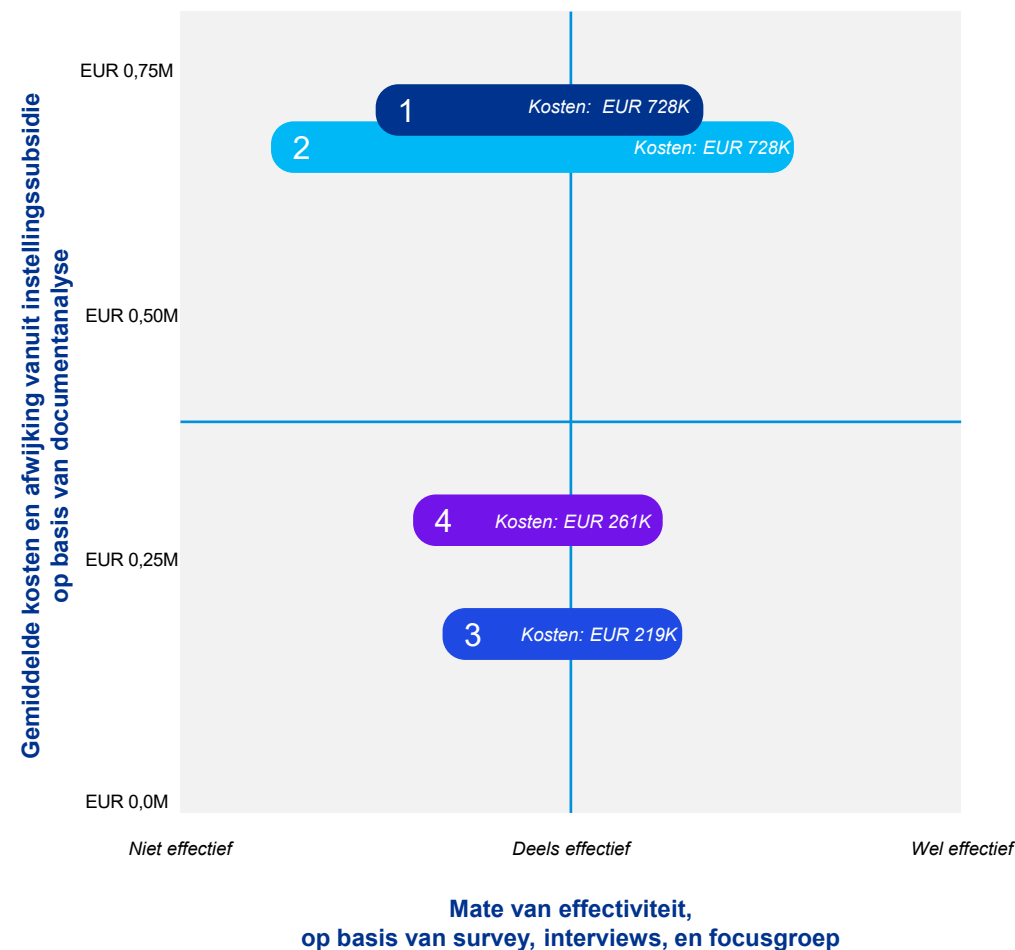 Gemiddelde kosten en afwijking vanuit instellingssubsidie
op basis van documentanalyse
EUR 0,75M
1 Kosten: EUR 728K
2 Kosten: EUR 728K
EUR 0,50M
4 Kosten: EUR 261K
EUR 0,25M
3 Kosten: EUR 219K
EUR 0,0M
Niet effectief Deels effectief Wel effectief
Mate van effectiviteit,
op basis van survey, interviews, en focusgroep